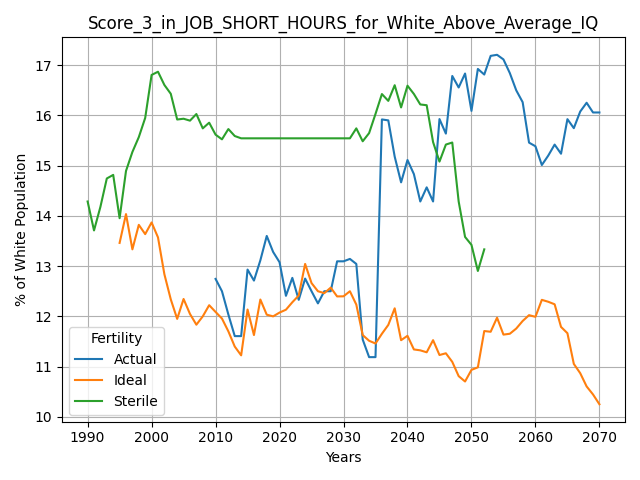 Score_3_in_JOB_SHORT_HOURS_for_White_Above_Average_IQ
% of White Population
17
16
15
14
13
12
11
10
Fertility
Actual
Ideal
Sterile
1990 2000 2010 2020 2030 2040 2050 2060 2070
Years